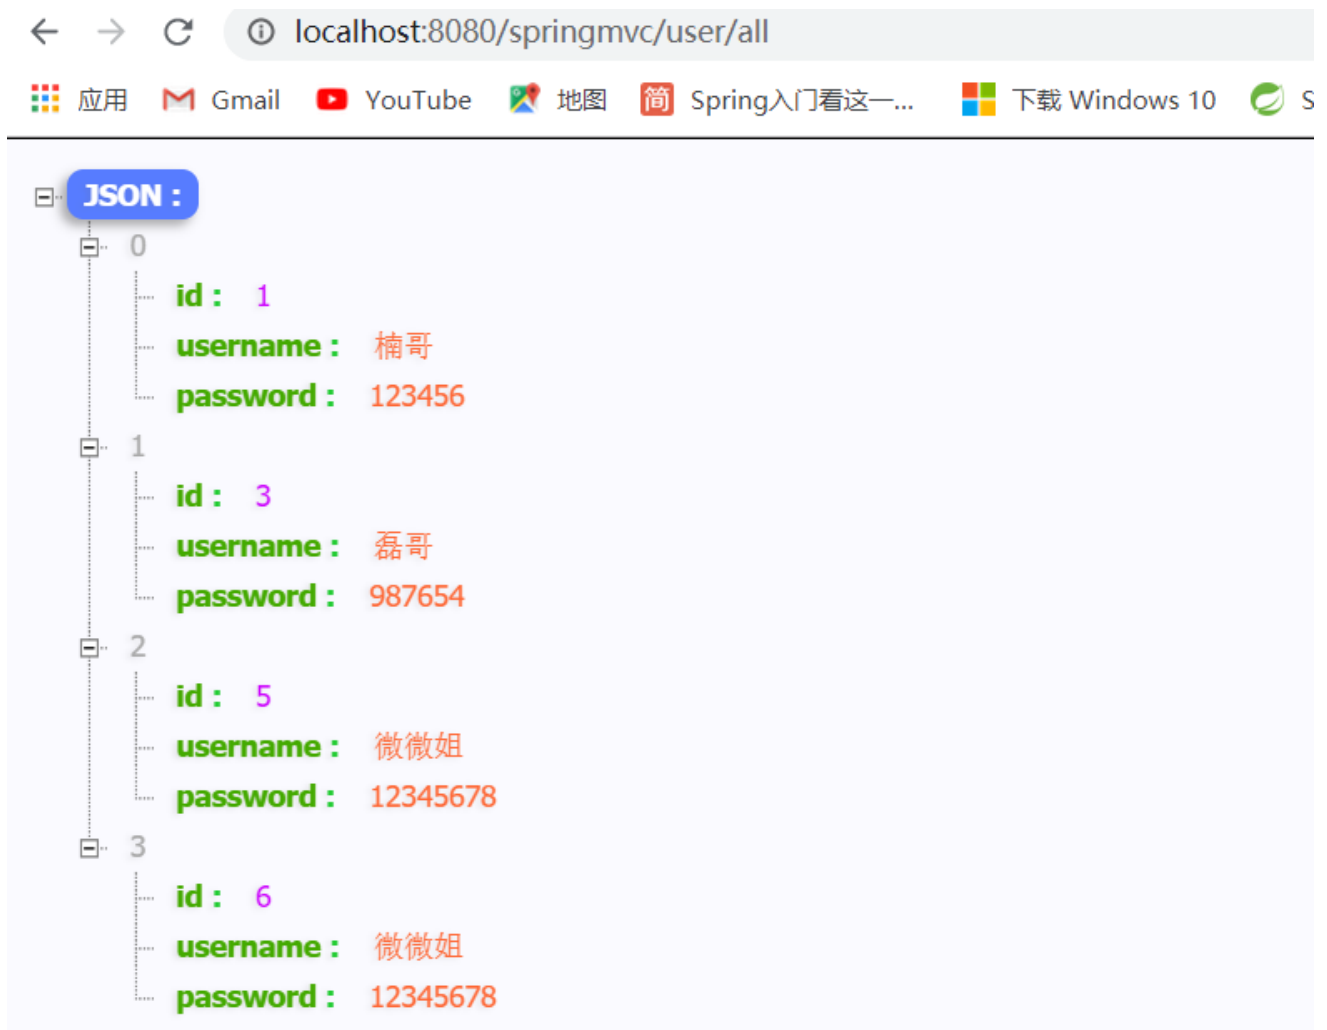 localhost:8080/springmvc/user/all
应用 Gmail YouTube 地图 简 Spring入门看这一... 下载 Windows 10 S
JSON :
0
id : 1
username : 楠哥
password : 123456
1
id : 3
username : 磊哥
password : 987654
2
id : 5
username : 微微姐
password : 12345678
3
id : 6
username : 微微姐
password : 12345678